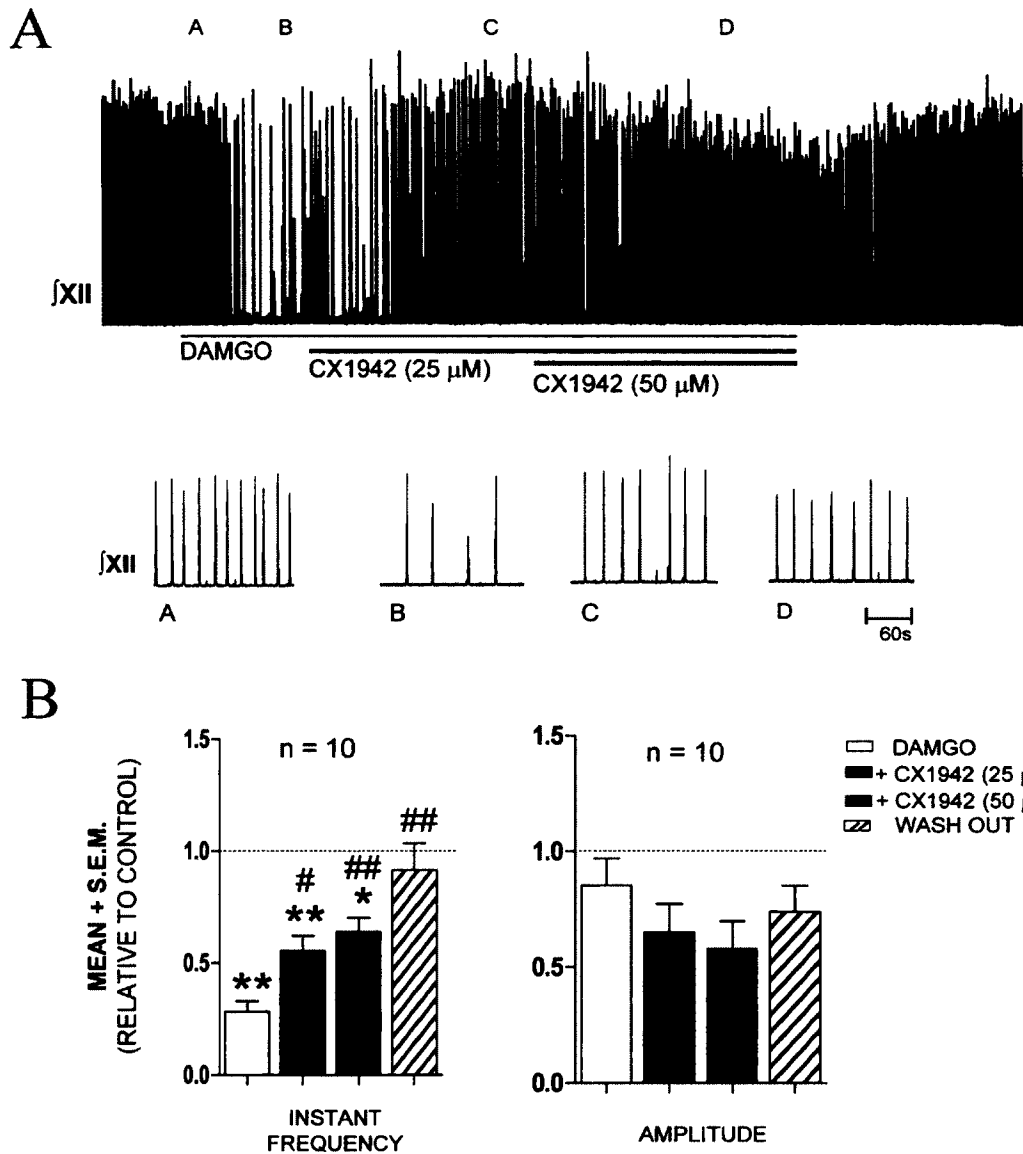 A
A B C D
∫XII
DAMGO
CX1942 (25 µM)
CX1942 (50 µM)
∫XII
A B C D
60s
B
MEAN + S.E.M.
(RELATIVE TO CONTROL)
1.5
1.0
0.5
0.0
n = 10
**
#
**
##
*
##
INSTANT
FREQUENCY
1.5
1.0
0.5
0.0
n = 10
AMPLITUDE
DAMGO
+ CX1942 (25 µ
+ CX1942 (50 µ
WASH OUT